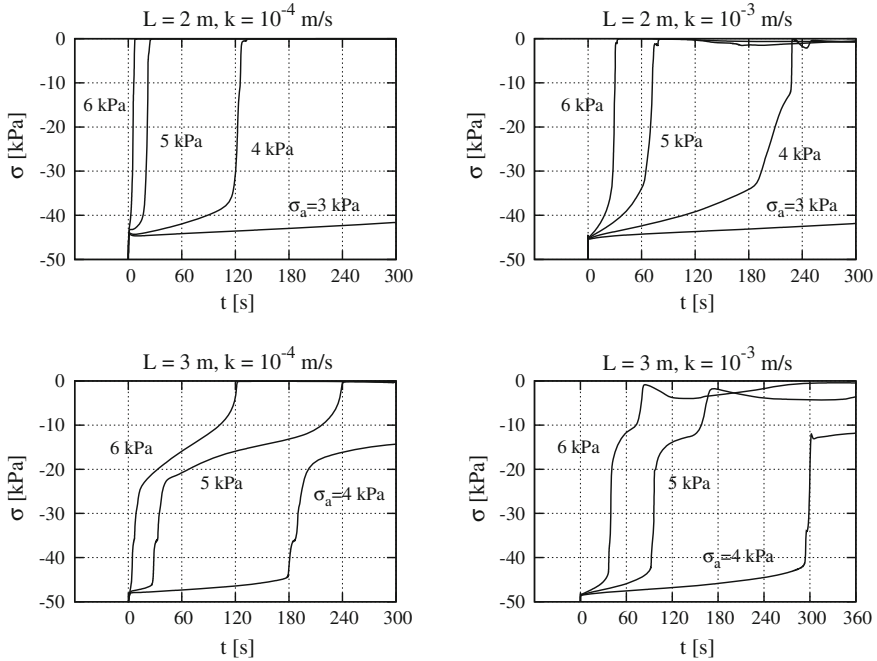 L = 2 m, k = 10⁻⁴ m/s
0
-10
-20
-30
-40
-50
σ [kPa]
6 kPa
5 kPa
4 kPa
σₐ=3 kPa
0 60 120 180 240 300
t [s]
L = 2 m, k = 10⁻³ m/s
0
-10
-20
-30
-40
-50
σ [kPa]
6 kPa
5 kPa
4 kPa
σₐ=3 kPa
0 60 120 180 240 300
t [s]
L = 3 m, k = 10⁻⁴ m/s
0
-10
-20
-30
-40
-50
σ [kPa]
6 kPa
5 kPa
σₐ=4 kPa
0 60 120 180 240 300
t [s]
L = 3 m, k = 10⁻³ m/s
0
-10
-20
-30
-40
-50
σ [kPa]
6 kPa
5 kPa
σₐ=4 kPa
0 60 120 180 240 300 360
t [s]